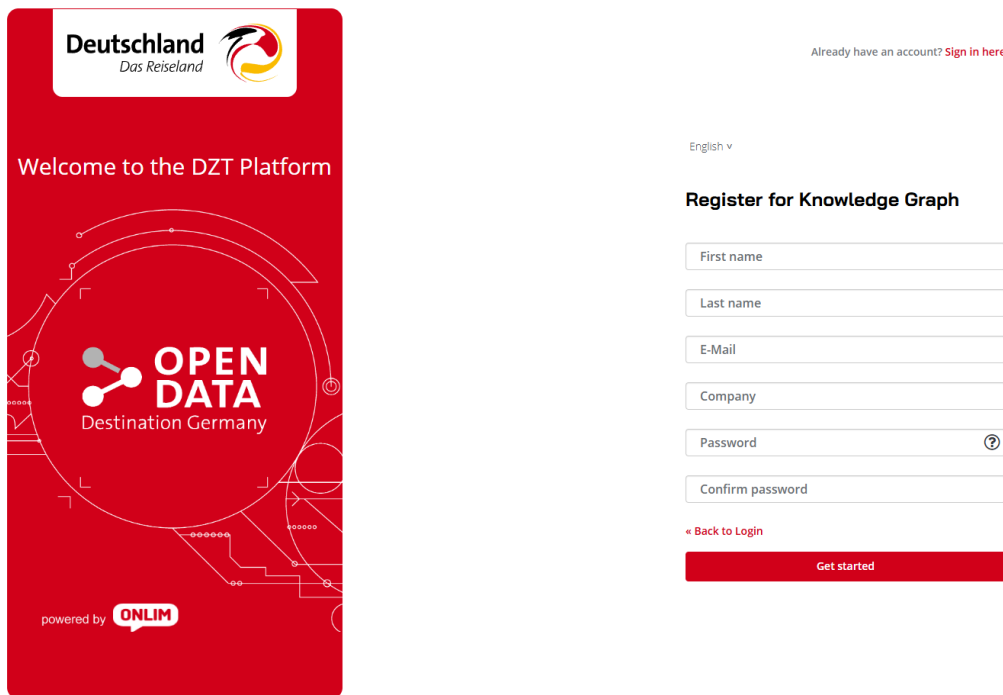 Deutschland
Das Reiseland
Welcome to the DZT Platform
OPEN
DATA
Destination Germany
powered by ONLIM
Already have an account? Sign in here
English v
Register for Knowledge Graph
First name
Last name
E-Mail
Company
Password
?
Confirm password
« Back to Login
Get started